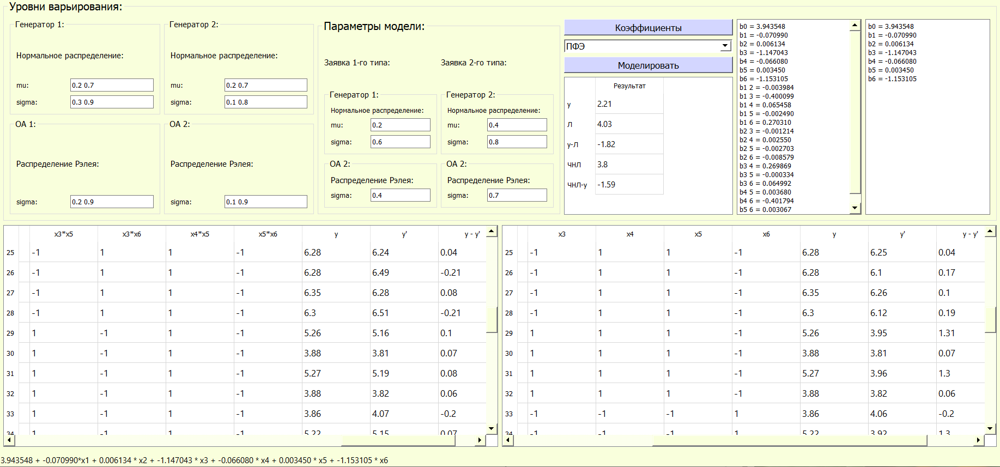 Уровни варьирования:
Генератор 1:
Нормальное распределение:
mu: 0.2 0.7
sigma: 0.3 0.9
Генератор 2:
Нормальное распределение:
mu: 0.2 0.7
sigma: 0.1 0.8
ОА 1:
Распределение Рэлея:
sigma: 0.2 0.9
ОА 2:
Распределение Рэлея:
sigma: 0.1 0.9
Параметры модели:
Заявка 1-го типа:
Генератор 1:
Нормальное распределение:
mu: 0.2
sigma: 0.6
ОА 2:
Распределение Рэлея:
sigma: 0.4
Заявка 2-го типа:
Генератор 2:
Нормальное распределение:
mu: 0.4
sigma: 0.8
ОА 2:
Распределение Рэлея:
sigma: 0.7
Коэффициенты
ПФЭ
Моделировать
Результат
y 2.21
Л 4.03
y-Л -1.82
ЧНЛ 3.8
ЧНЛ-y -1.59
b0 = 3.943548
b1 = -0.070990
b2 = 0.006134
b3 = -1.147043
b4 = -0.066080
b5 = 0.003450
b6 = -1.153105
b1 2 = -0.003984
b1 3 = -0.400099
b1 4 = 0.065458
b1 5 = -0.002490
b1 6 = 0.270310
b2 3 = -0.001214
b2 4 = 0.002550
b2 5 = -0.002703
b2 6 = -0.008579
b3 4 = 0.269869
b3 5 = -0.000334
b3 6 = 0.064992
b4 5 = 0.003680
b4 6 = -0.401794
b5 6 = 0.003067
b0 = 3.943548
b1 = -0.070990
b2 = 0.006134
b3 = -1.147043
b4 = -0.066080
b5 = 0.003450
b6 = -1.153105
x3*x5 x3*x6 x4*x5 x5*x6 y y' y - y'
25 -1 1 1 -1 6.28 6.24 0.04
26 -1 1 1 -1 6.28 6.49 -0.21
27 -1 1 1 -1 6.35 6.28 0.08
28 -1 1 1 -1 6.3 6.51 -0.21
29 1 -1 1 -1 5.26 5.16 0.1
30 1 -1 1 -1 3.88 3.81 0.07
31 1 -1 1 -1 5.27 5.19 0.08
32 1 -1 1 -1 3.88 3.82 0.06
33 1 -1 1 -1 3.86 4.07 -0.2
34 1 -1 1 -1 5.22 5.15 0.07
x3 x4 x5 x6 y y' y - y'
25 -1 1 1 -1 6.28 6.25 0.04
26 -1 1 1 -1 6.28 6.1 0.17
27 -1 1 1 -1 6.35 6.26 0.1
28 -1 1 1 -1 6.3 6.12 0.19
29 1 1 1 -1 5.26 3.95 1.31
30 1 1 1 -1 3.88 3.81 0.07
31 1 1 1 -1 5.27 3.96 1.3
32 1 1 1 -1 3.88 3.82 0.06
33 -1 -1 -1 1 3.86 4.06 -0.2
34 -1 -1 -1 1 5.22 3.92 1.3
3.943548 + -0.070990*x1 + 0.006134 * x2 + -1.147043 * x3 + -0.066080 * x4 + 0.003450 * x5 + -1.153105 * x6